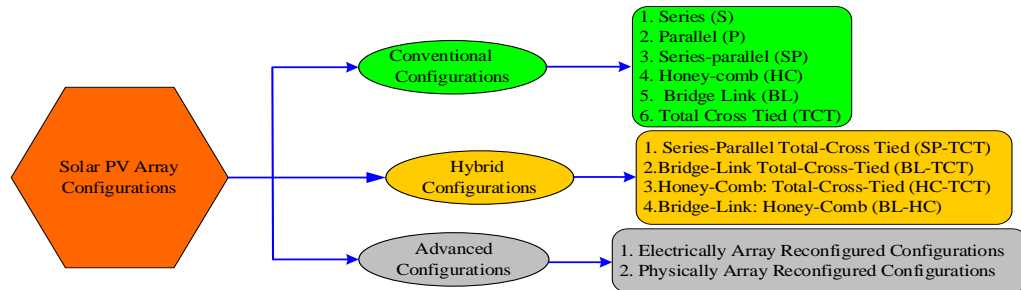 Solar PV Array
Configurations
Conventional
Configurations
1. Series (S)
2. Parallel (P)
3. Series-parallel (SP)
4. Honey-comb (HC)
5. Bridge Link (BL)
6. Total Cross Tied (TCT)
Hybrid
Configurations
1. Series-Parallel Total-Cross Tied (SP-TCT)
2.Bridge-Link Total-Cross-Tied (BL-TCT)
3.Honey-Comb: Total-Cross-Tied (HC-TCT)
4.Bridge-Link: Honey-Comb (BL-HC)
Advanced
Configurations
1. Electrically Array Reconfigured Configurations
2. Physically Array Reconfigured Configurations